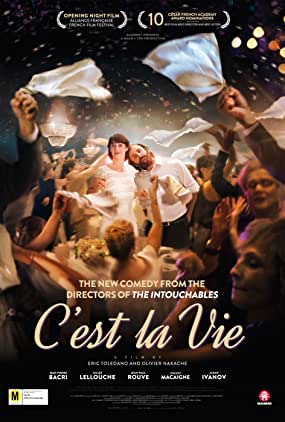 OPENING NIGHT FILM
ALLIANCE FRANÇAISE
FRENCH FILM FESTIVAL
10
CÉSAR FRENCH ACADEMY
AWARD NOMINATIONS
THE NEW COMEDY FROM THE
DIRECTORS OF THE INTOUCHABLES
C'est la Vie
A FILM BY
ERIC TOLEDANO AND OLIVIER NAKACHE
JEAN-PIERRE BACRI
GILLES LELLOUCHE
JEAN-PAUL ROUVE
VINCENT MACAIGNE
IVANOV
M